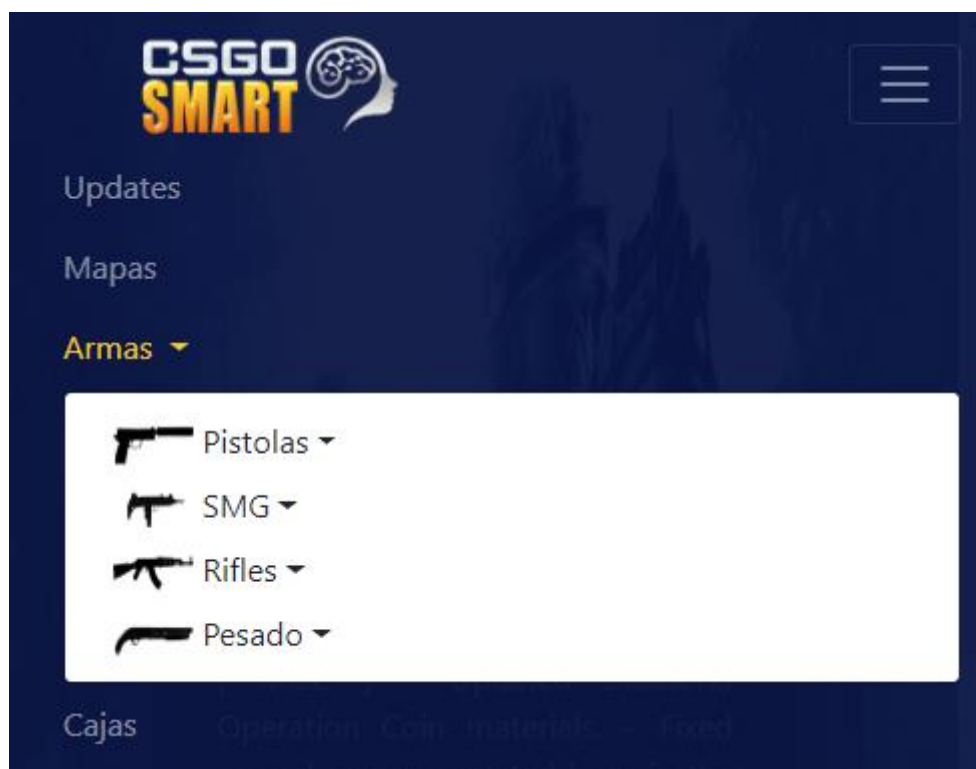 CSGO
SMART
Updates
Mapas
Armas
Pistolas
SMG
Rifles
Pesado
Cajas
Operation Coin materials. – Fixed